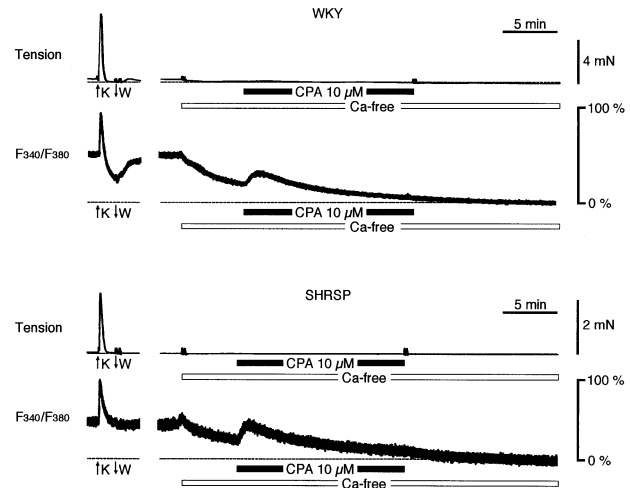 WKY
5 min
Tension
4 mN
↑K ↓W
CPA 10 µM
Ca-free
100 %
F340/F380
0 %
↑K ↓W
CPA 10 µM
Ca-free
SHRSP
5 min
Tension
2 mN
↑K ↓W
CPA 10 µM
Ca-free
100 %
F340/F380
0 %
↑K ↓W
CPA 10 µM
Ca-free